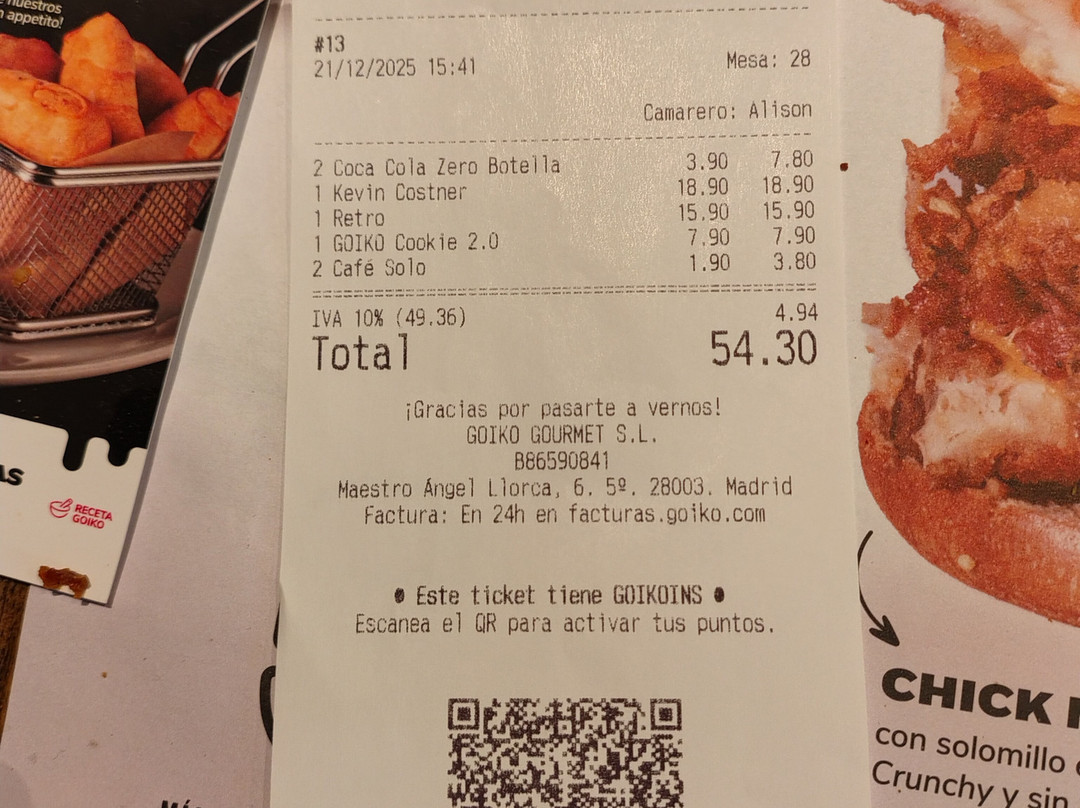 nuestros
appetito!
#13
21/12/2025 15:41 Mesa: 28
Camarero: Alison
2 Coca Cola Zero Botella 3.90 7.80
1 Kevin Costner 18.90 18.90
1 Retro 15.90 15.90
1 GOIKO Cookie 2.0 7.90 7.90
2 Café Solo 1.90 3.80
IVA 10% (49.36) 4.94
Total 54.30
¡Gracias por pasarte a vernos!
GOIKO GOURMET S.L.
B86590841
Maestro Ángel Llorca, 6. 5º. 28003. Madrid
Factura: En 24h en facturas.goiko.com
● Este ticket tiene GOIKOINS ●
Escanea el QR para activar tus puntos.
AS
RECETA
GOIKO
CHICK
con solomillo
Crunchy y sin